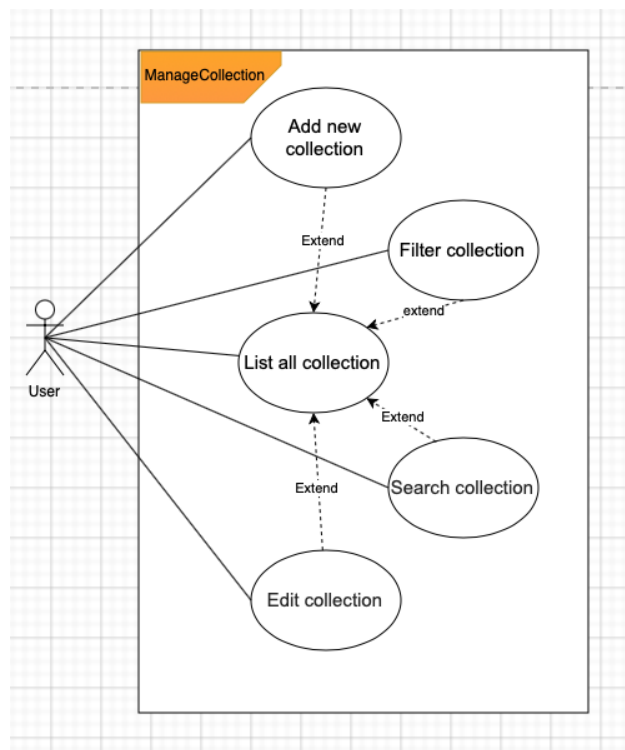 ManageCollection
Add new
collection
Extend
Filter collection
extend
List all collection
User
Extend
Search collection
Extend
Edit collection